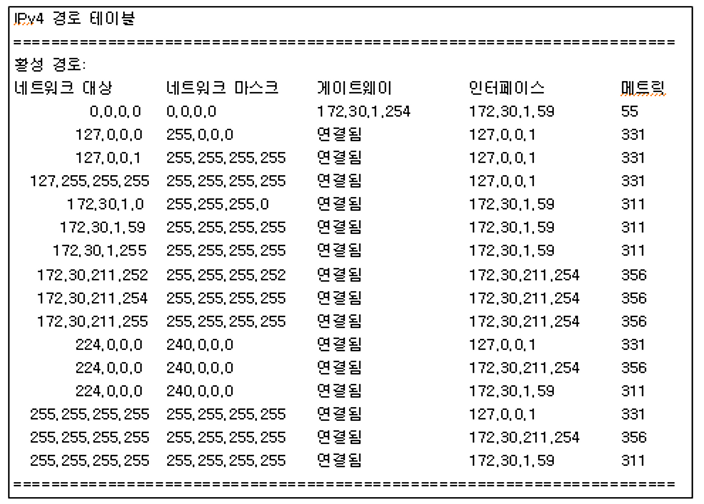 IPv4 경로 테이블
===========================================================================
활성 경로:
네트워크 대상 네트워크 마스크 게이트웨이 인터페이스 메트릭
0.0.0.0 0.0.0.0 172.30.1.254 172.30.1.59 55
127.0.0.0 255.0.0.0 연결됨 127.0.0.1 331
127.0.0.1 255.255.255.255 연결됨 127.0.0.1 331
127.255.255.255 255.255.255.255 연결됨 127.0.0.1 331
172.30.1.0 255.255.255.0 연결됨 172.30.1.59 311
172.30.1.59 255.255.255.255 연결됨 172.30.1.59 311
172.30.1.255 255.255.255.255 연결됨 172.30.1.59 311
172.30.211.252 255.255.255.252 연결됨 172.30.211.254 356
172.30.211.254 255.255.255.255 연결됨 172.30.211.254 356
172.30.211.255 255.255.255.255 연결됨 172.30.211.254 356
224.0.0.0 240.0.0.0 연결됨 127.0.0.1 331
224.0.0.0 240.0.0.0 연결됨 172.30.211.254 356
224.0.0.0 240.0.0.0 연결됨 172.30.1.59 311
255.255.255.255 255.255.255.255 연결됨 127.0.0.1 331
255.255.255.255 255.255.255.255 연결됨 172.30.211.254 356
255.255.255.255 255.255.255.255 연결됨 172.30.1.59 311
===========================================================================